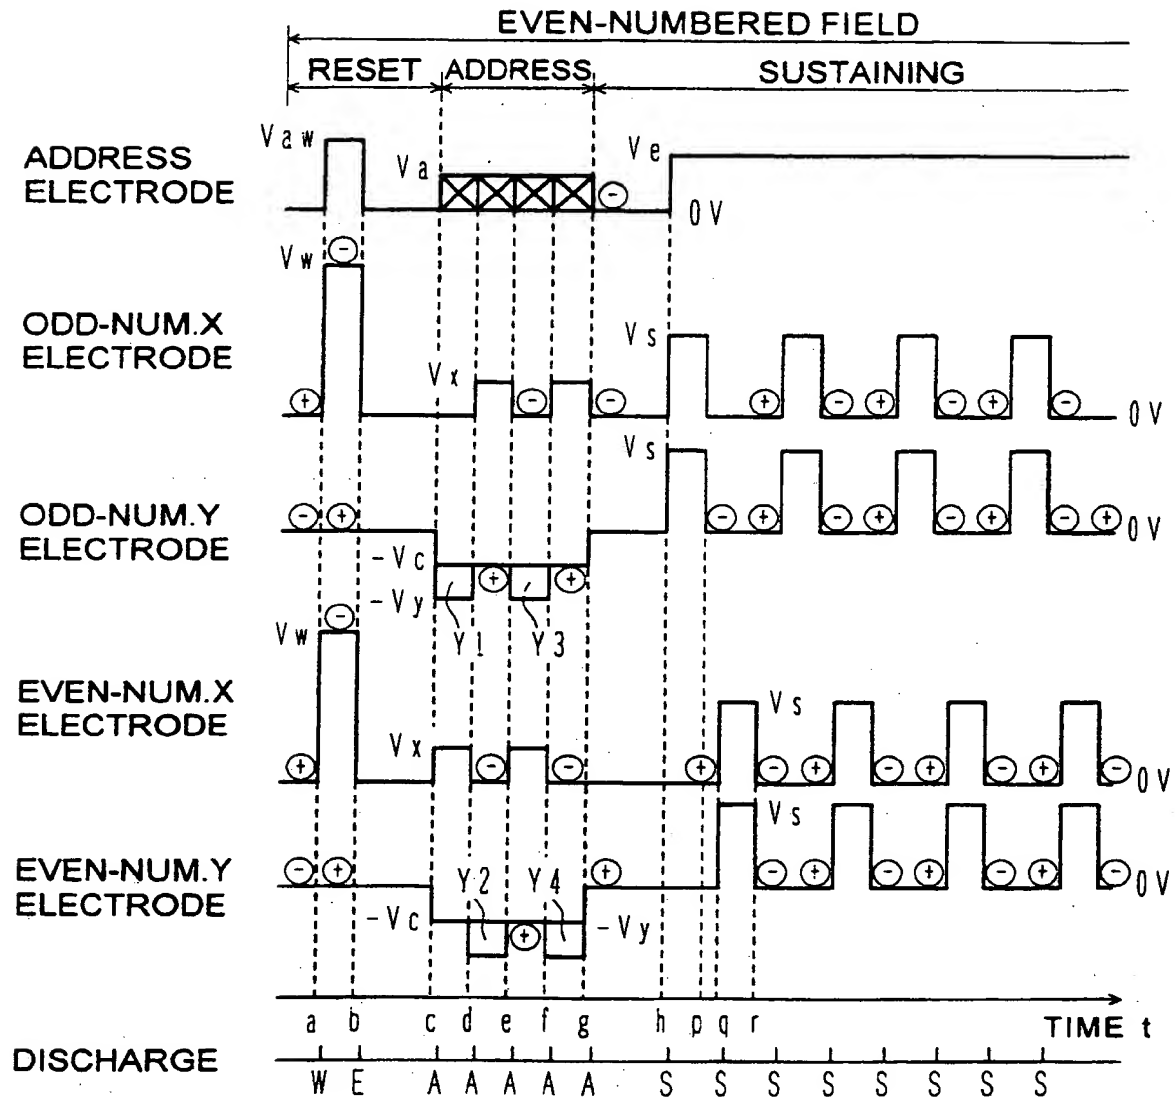 EVEN-NUMBERED FIELD
RESET ADDRESS SUSTAINING
ADDRESS
ELECTRODE
Vaw
Va
−
Ve
0V
ODD-NUM.X
ELECTRODE
Vw
−
+
Vx
−
−
Vs
+ − + − + −
0V
ODD-NUM.Y
ELECTRODE
− +
−Vc
−Vy
+ +
Y1 Y3
Vs
− + − + − + − +
0V
EVEN-NUM.X
ELECTRODE
Vw
−
+
Vx
− −
+
Vs
− + − + − + −
0V
EVEN-NUM.Y
ELECTRODE
− +
−Vc
Y2 Y4
+
+
−Vy
Vs
− + − + − + −
0V
a b c d e f g h p q r TIME t
DISCHARGE
W E A A A A A S S S S S S S S